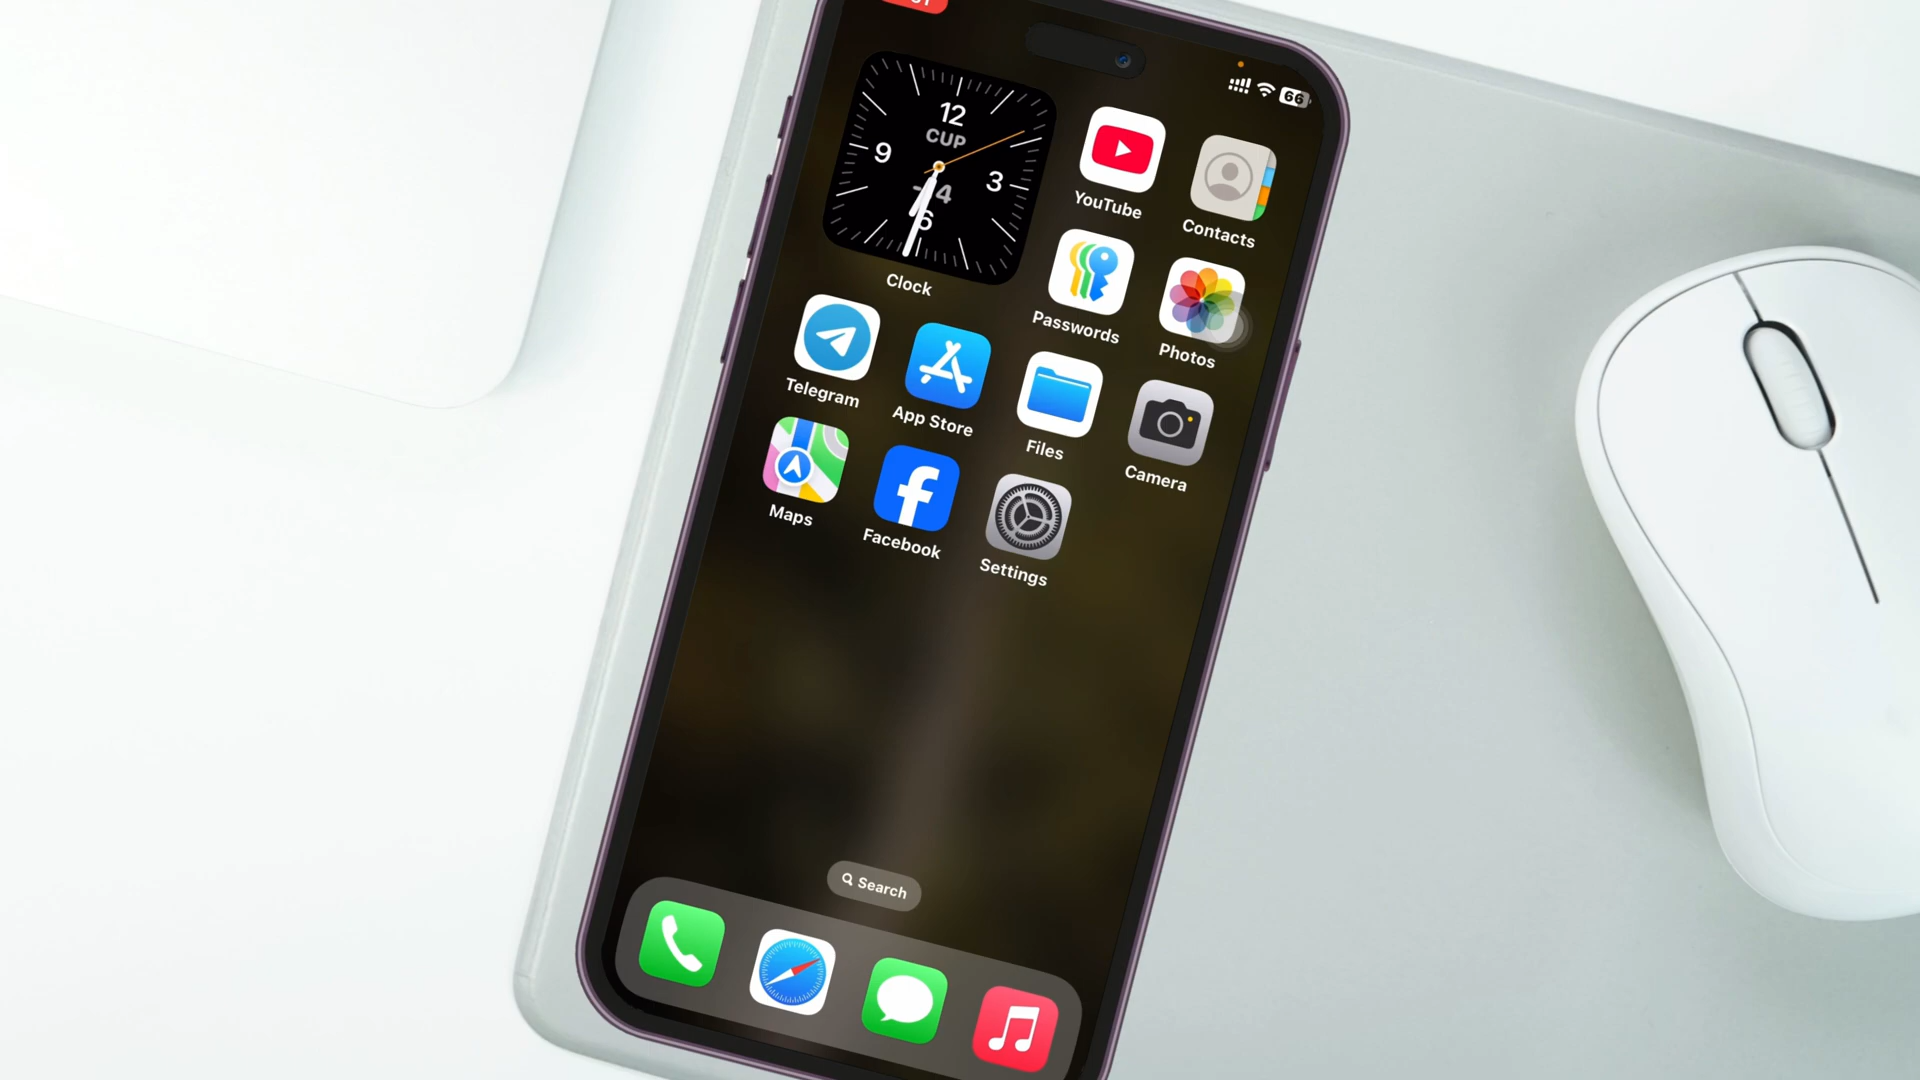 66
12
CUP
9
3
-4
6
Clock
YouTube
Contacts
Passwords
Photos
Telegram
App Store
Files
Camera
Maps
Facebook
Settings
Search